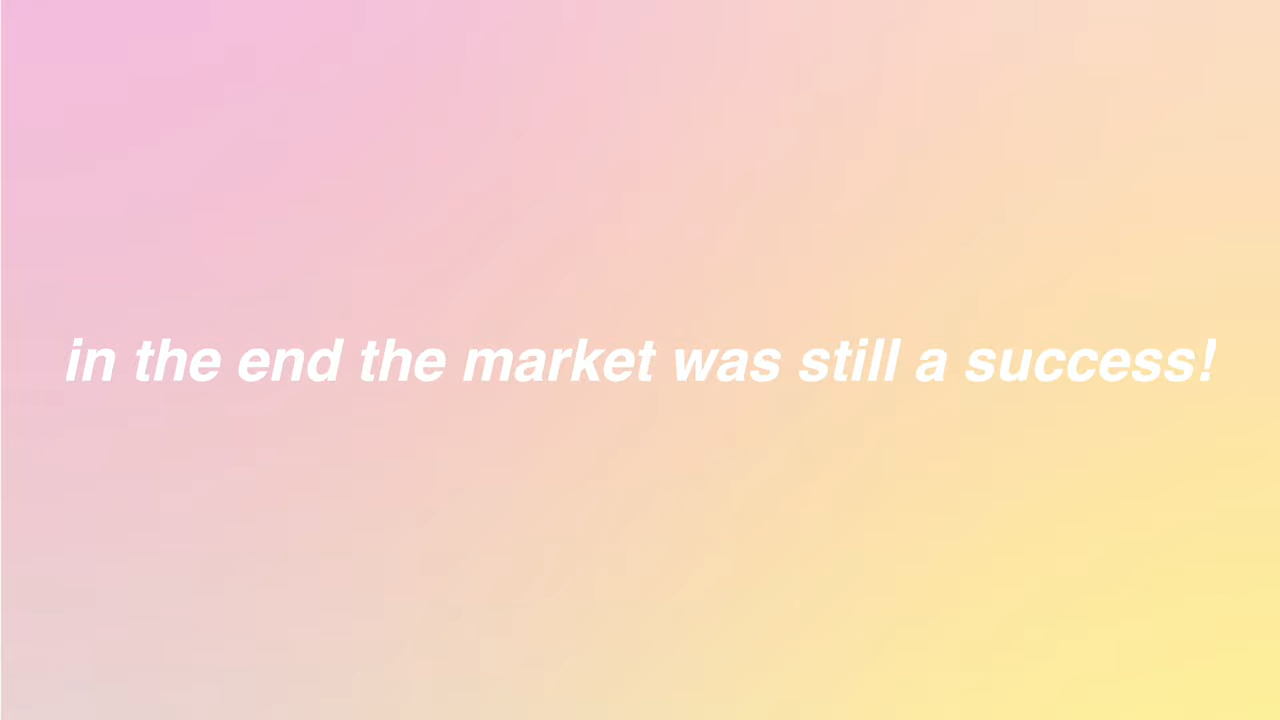 in the end the market was still a success!